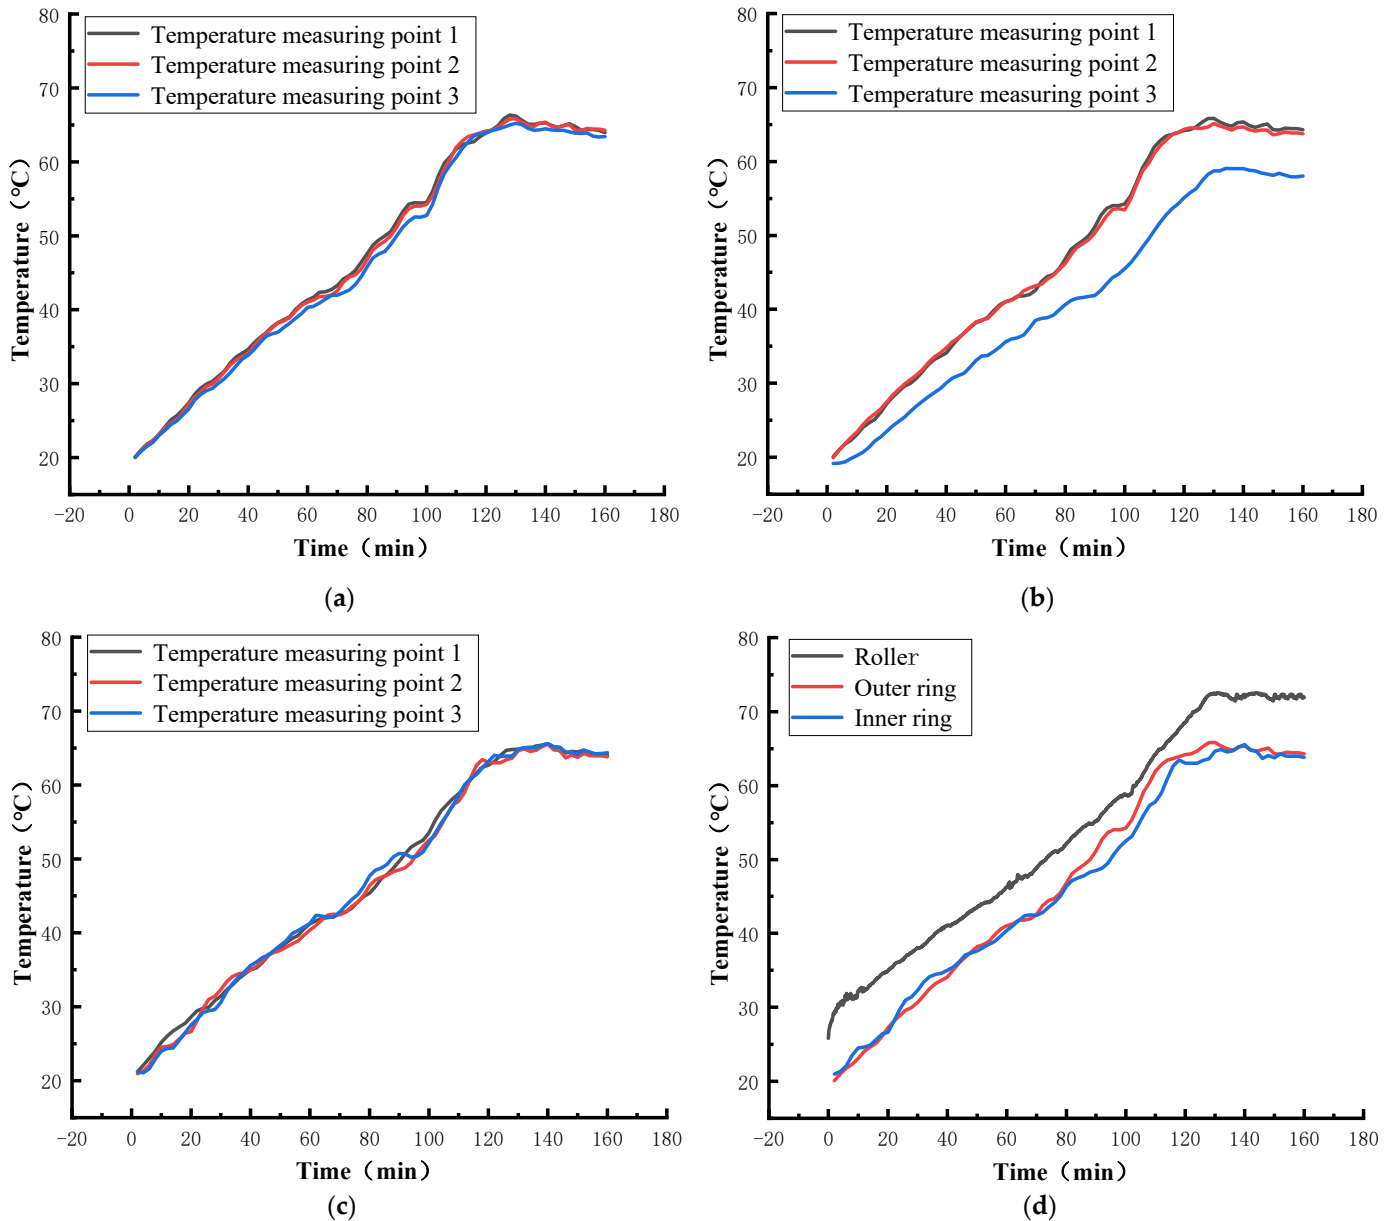 80
70
60
50
40
30
20
Temperature（℃）
Temperature measuring point 1
Temperature measuring point 2
Temperature measuring point 3
−20 0 20 40 60 80 100 120 140 160 180
Time（min）
(a)
80
70
60
50
40
30
20
Temperature（℃）
Temperature measuring point 1
Temperature measuring point 2
Temperature measuring point 3
−20 0 20 40 60 80 100 120 140 160 180
Time（min）
(b)
80
70
60
50
40
30
20
Temperature（℃）
Temperature measuring point 1
Temperature measuring point 2
Temperature measuring point 3
−20 0 20 40 60 80 100 120 140 160 180
Time（min）
(c)
80
70
60
50
40
30
20
Temperature（℃）
Roller
Outer ring
Inner ring
−20 0 20 40 60 80 100 120 140 160 180
Time（min）
(d)